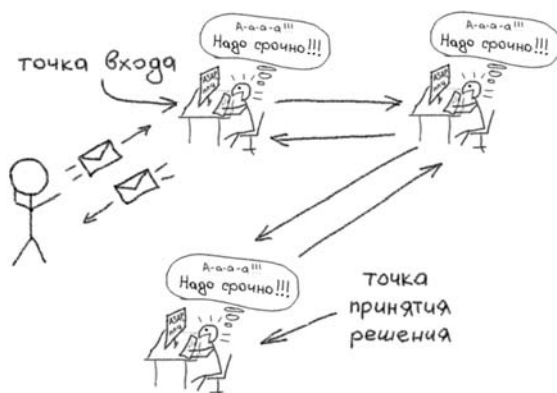 А-а-а-а!!!
Надо срочно!!!
А-а-а-а!!!
Надо срочно!!!
точка входа
ASAP
ASAP
А-а-а-а!!!
Надо срочно!!!
точка
принятия
решения
ASAP